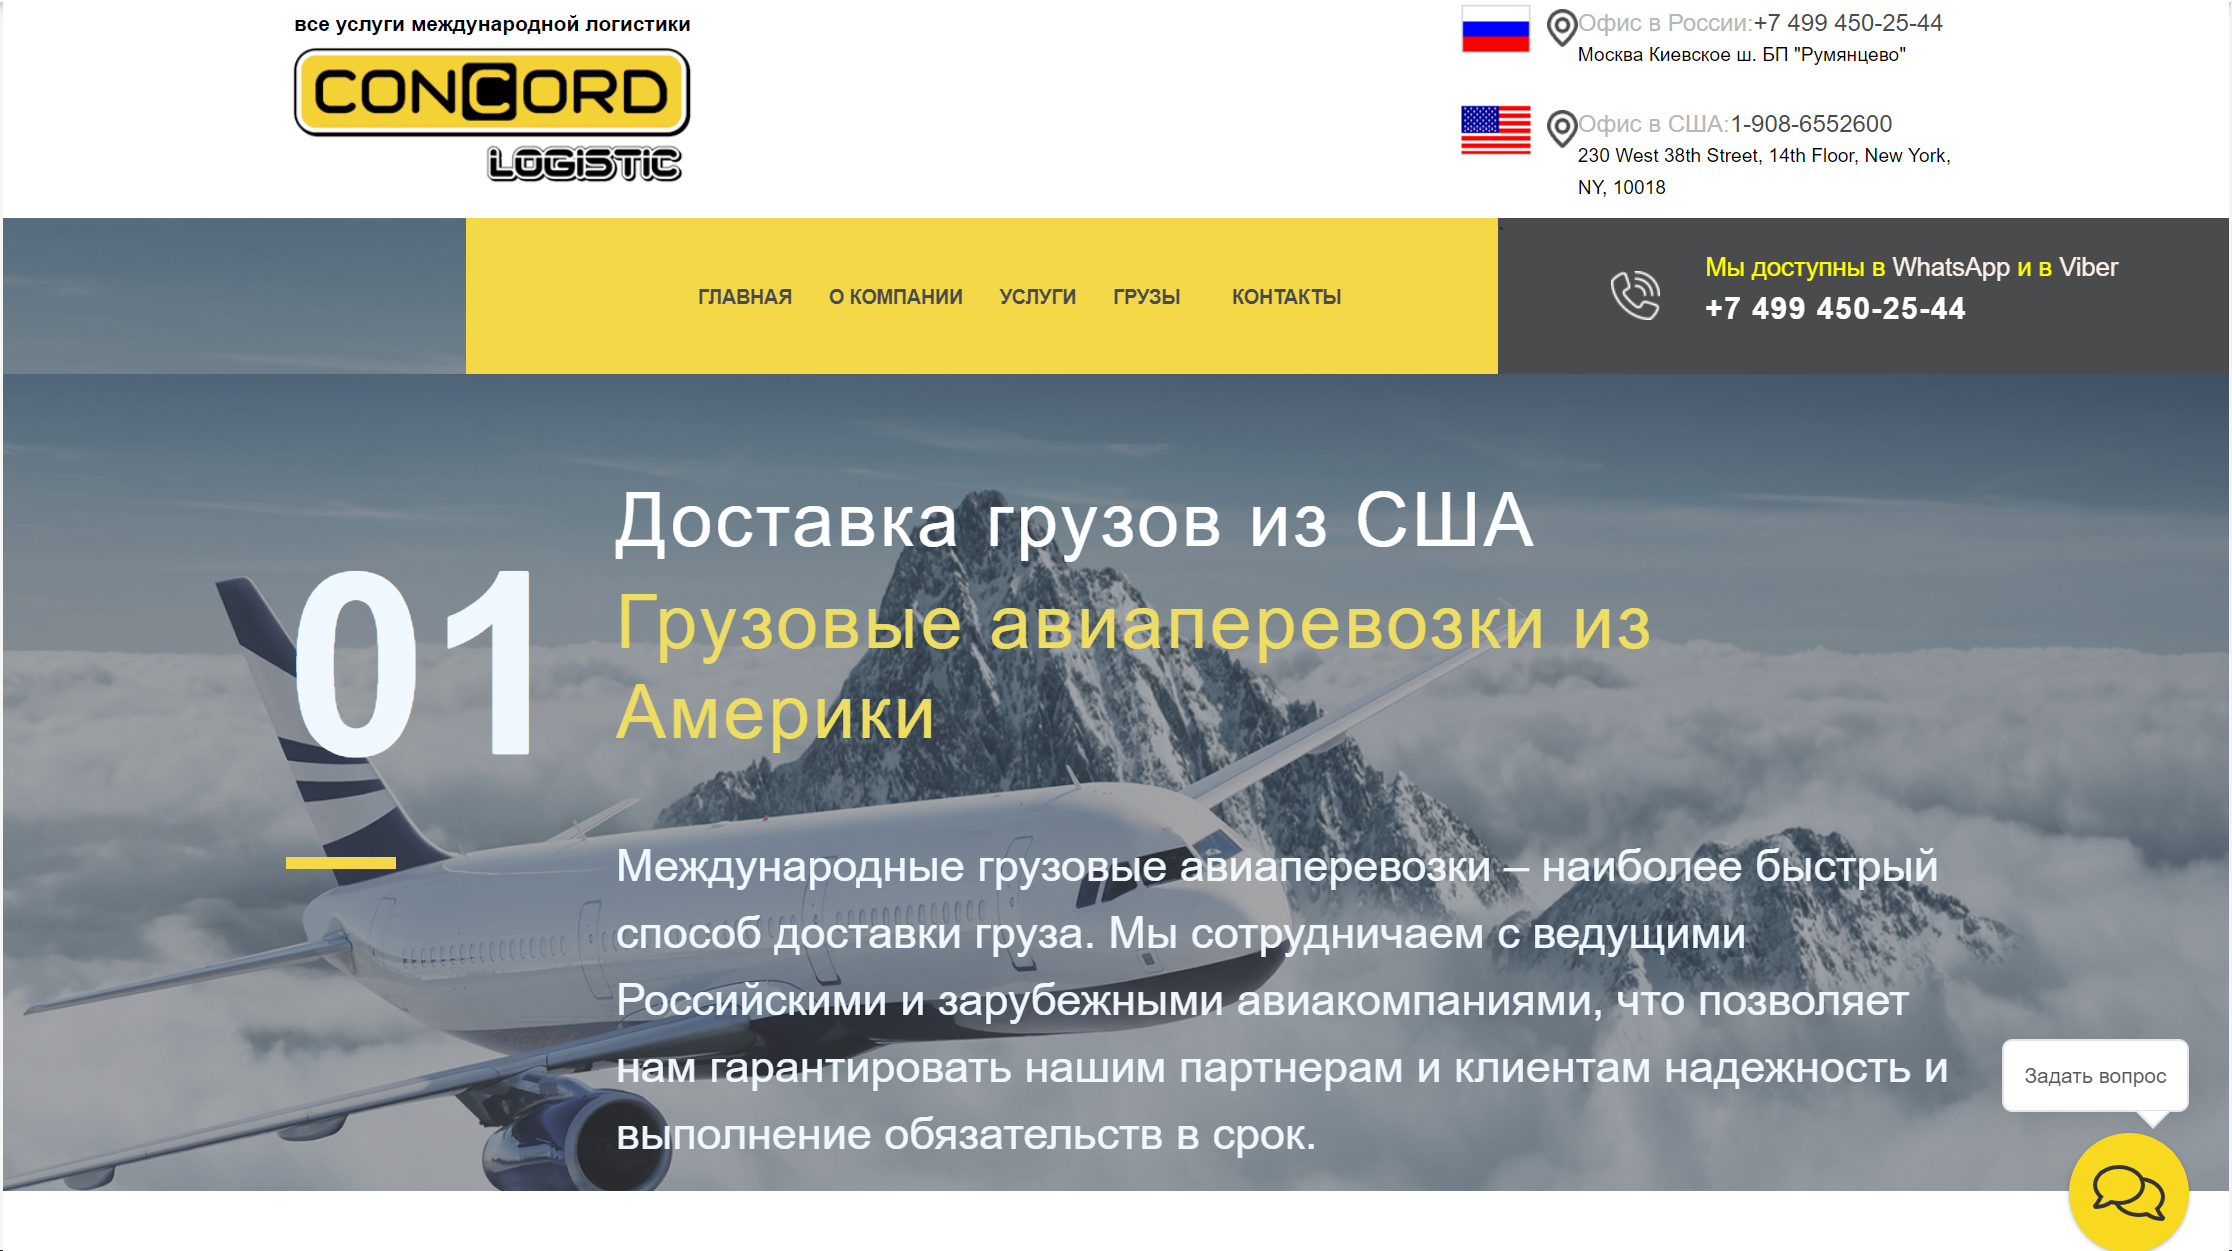 все услуги международной логистики
CONCORD
LOGISTIC
Офис в России:+7 499 450-25-44
Москва Киевское ш. БП "Румянцево"
Офис в США:1-908-6552600
230 West 38th Street, 14th Floor, New York,
NY, 10018
ГЛАВНАЯ О КОМПАНИИ УСЛУГИ ГРУЗЫ КОНТАКТЫ
Мы доступны в WhatsApp и в Viber
+7 499 450-25-44
01
Доставка грузов из США
Грузовые авиаперевозки из
Америки
Международные грузовые авиаперевозки – наиболее быстрый
способ доставки груза. Мы сотрудничаем с ведущими
Российскими и зарубежными авиакомпаниями, что позволяет
нам гарантировать нашим партнерам и клиентам надежность и
выполнение обязательств в срок.
Задать вопрос